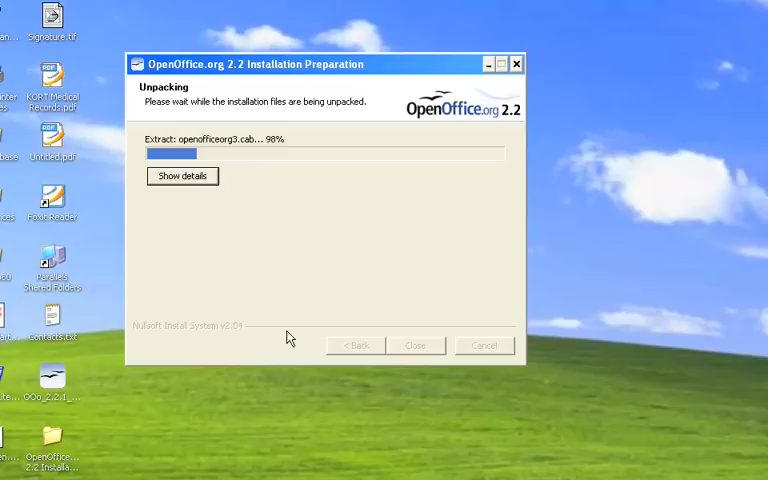 Signature.tif
KORT Medical
Records.pdf
Untitled.pdf
Foxit Reader
Parallels
Shared Folders
Contacts.txt
OOo_2.2.1_...
OpenOffice...
2.2 Installa...
OpenOffice.org 2.2 Installation Preparation
Unpacking
Please wait while the installation files are being unpacked.
OpenOffice.org 2.2
Extract: openofficeorg3.cab... 98%
Show details
Nullsoft Install System v2.04
< Back
Close
Cancel